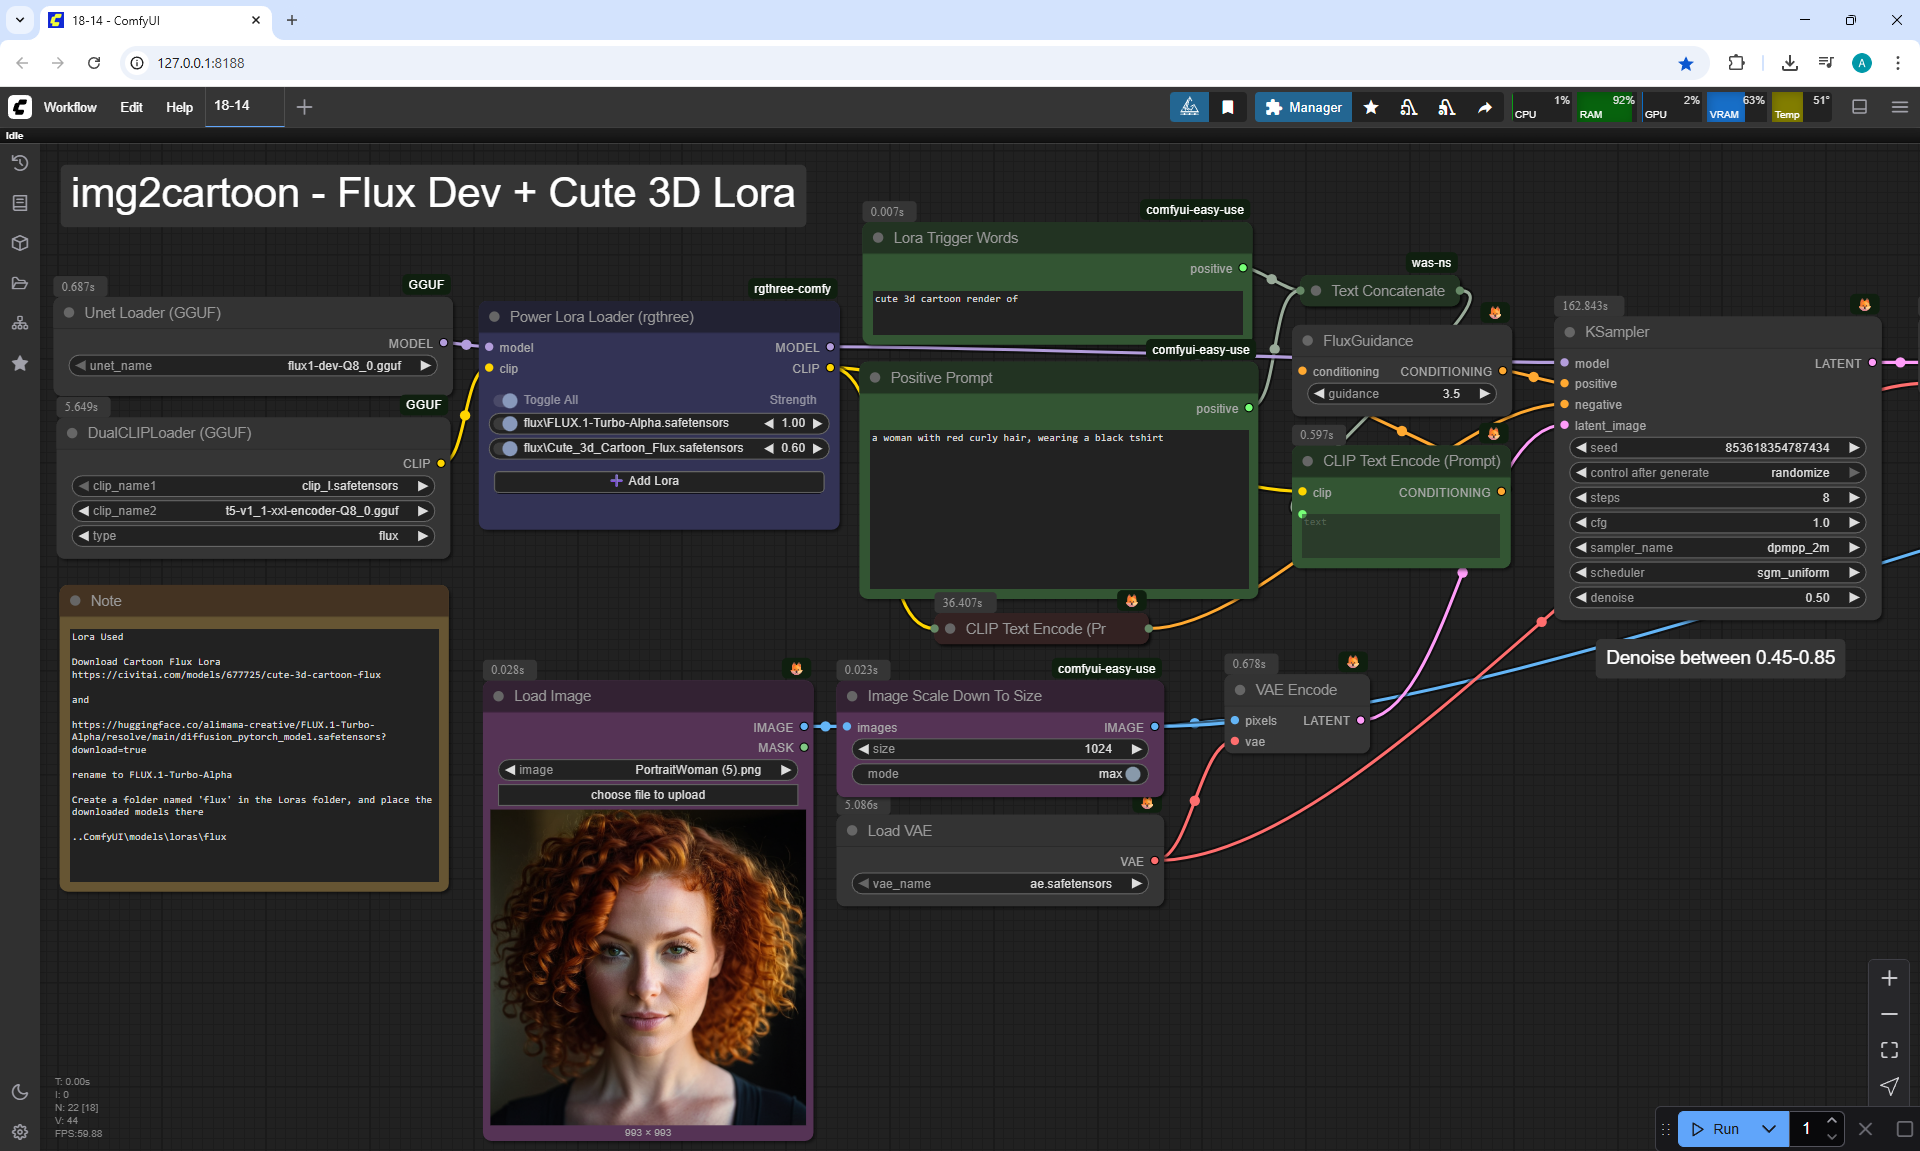 18-14 - ComfyUI
127.0.0.1:8188
A
Workflow
Edit
Help
18-14
Manager
CPU 1%
RAM 92%
GPU 2%
VRAM 63%
Temp 51°
Idle
img2cartoon - Flux Dev + Cute 3D Lora
0.687s
GGUF
Unet Loader (GGUF)
MODEL
unet_name flux1-dev-Q8_0.gguf
5.649s
GGUF
DualCLIPLoader (GGUF)
CLIP
clip_name1 clip_l.safetensors
clip_name2 t5-v1_1-xxl-encoder-Q8_0.gguf
type flux
rgthree-comfy
Power Lora Loader (rgthree)
model MODEL
clip CLIP
Toggle All Strength
flux\FLUX.1-Turbo-Alpha.safetensors 1.00
flux\Cute_3d_Cartoon_Flux.safetensors 0.60
+ Add Lora
0.007s
comfyui-easy-use
Lora Trigger Words
positive
cute 3d cartoon render of
comfyui-easy-use
Positive Prompt
positive
a woman with red curly hair, wearing a black tshirt
was-ns
Text Concatenate
FluxGuidance
conditioning CONDITIONING
guidance 3.5
0.597s
CLIP Text Encode (Prompt)
clip CONDITIONING
text
36.407s
CLIP Text Encode (Pr
162.843s
KSampler
model LATENT
positive
negative
latent_image
seed 853618354787434
control after generate randomize
steps 8
cfg 1.0
sampler_name dpmpp_2m
scheduler sgm_uniform
denoise 0.50
Denoise between 0.45-0.85
Note
Lora Used
Download Cartoon Flux Lora
https://civitai.com/models/677725/cute-3d-cartoon-flux
and
https://huggingface.co/alimama-creative/FLUX.1-Turbo-
Alpha/resolve/main/diffusion_pytorch_model.safetensors?
download=true
rename to FLUX.1-Turbo-Alpha
Create a folder named 'flux' in the Loras folder, and place the
downloaded models there
..ComfyUI\models\loras\flux
0.028s
Load Image
IMAGE
MASK
image PortraitWoman (5).png
choose file to upload
993 × 993
0.023s
comfyui-easy-use
Image Scale Down To Size
images IMAGE
size 1024
mode max
5.086s
Load VAE
VAE
vae_name ae.safetensors
0.678s
VAE Encode
pixels LATENT
vae
T: 0.00s
I: 0
N: 22 [18]
V: 44
FPS:59.88
Run
1